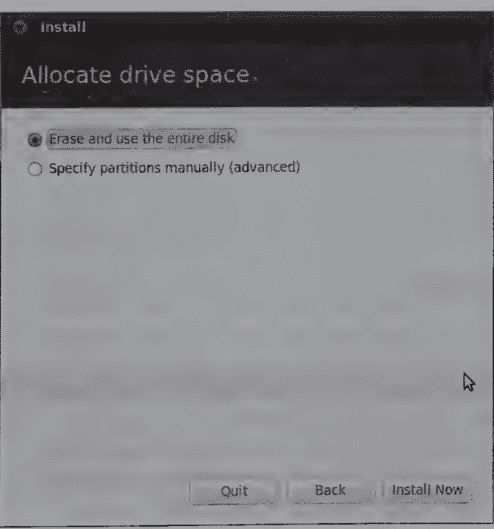 Install
Allocate drive space
Erase and use the entire disk
Specify partitions manually (advanced)
Quit
Back
Install Now